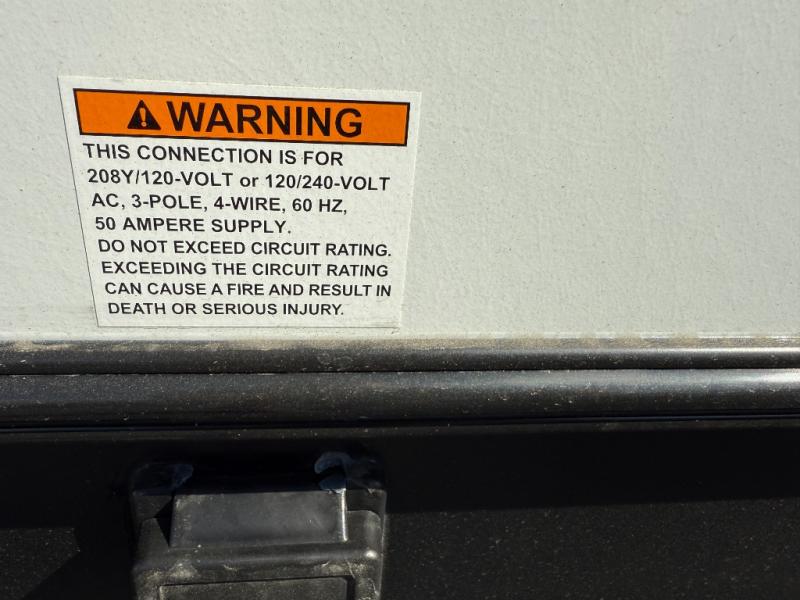 WARNING
THIS CONNECTION IS FOR
208Y/120-VOLT or 120/240-VOLT
AC, 3-POLE, 4-WIRE, 60 HZ,
50 AMPERE SUPPLY.
DO NOT EXCEED CIRCUIT RATING.
EXCEEDING THE CIRCUIT RATING
CAN CAUSE A FIRE AND RESULT IN
DEATH OR SERIOUS INJURY.